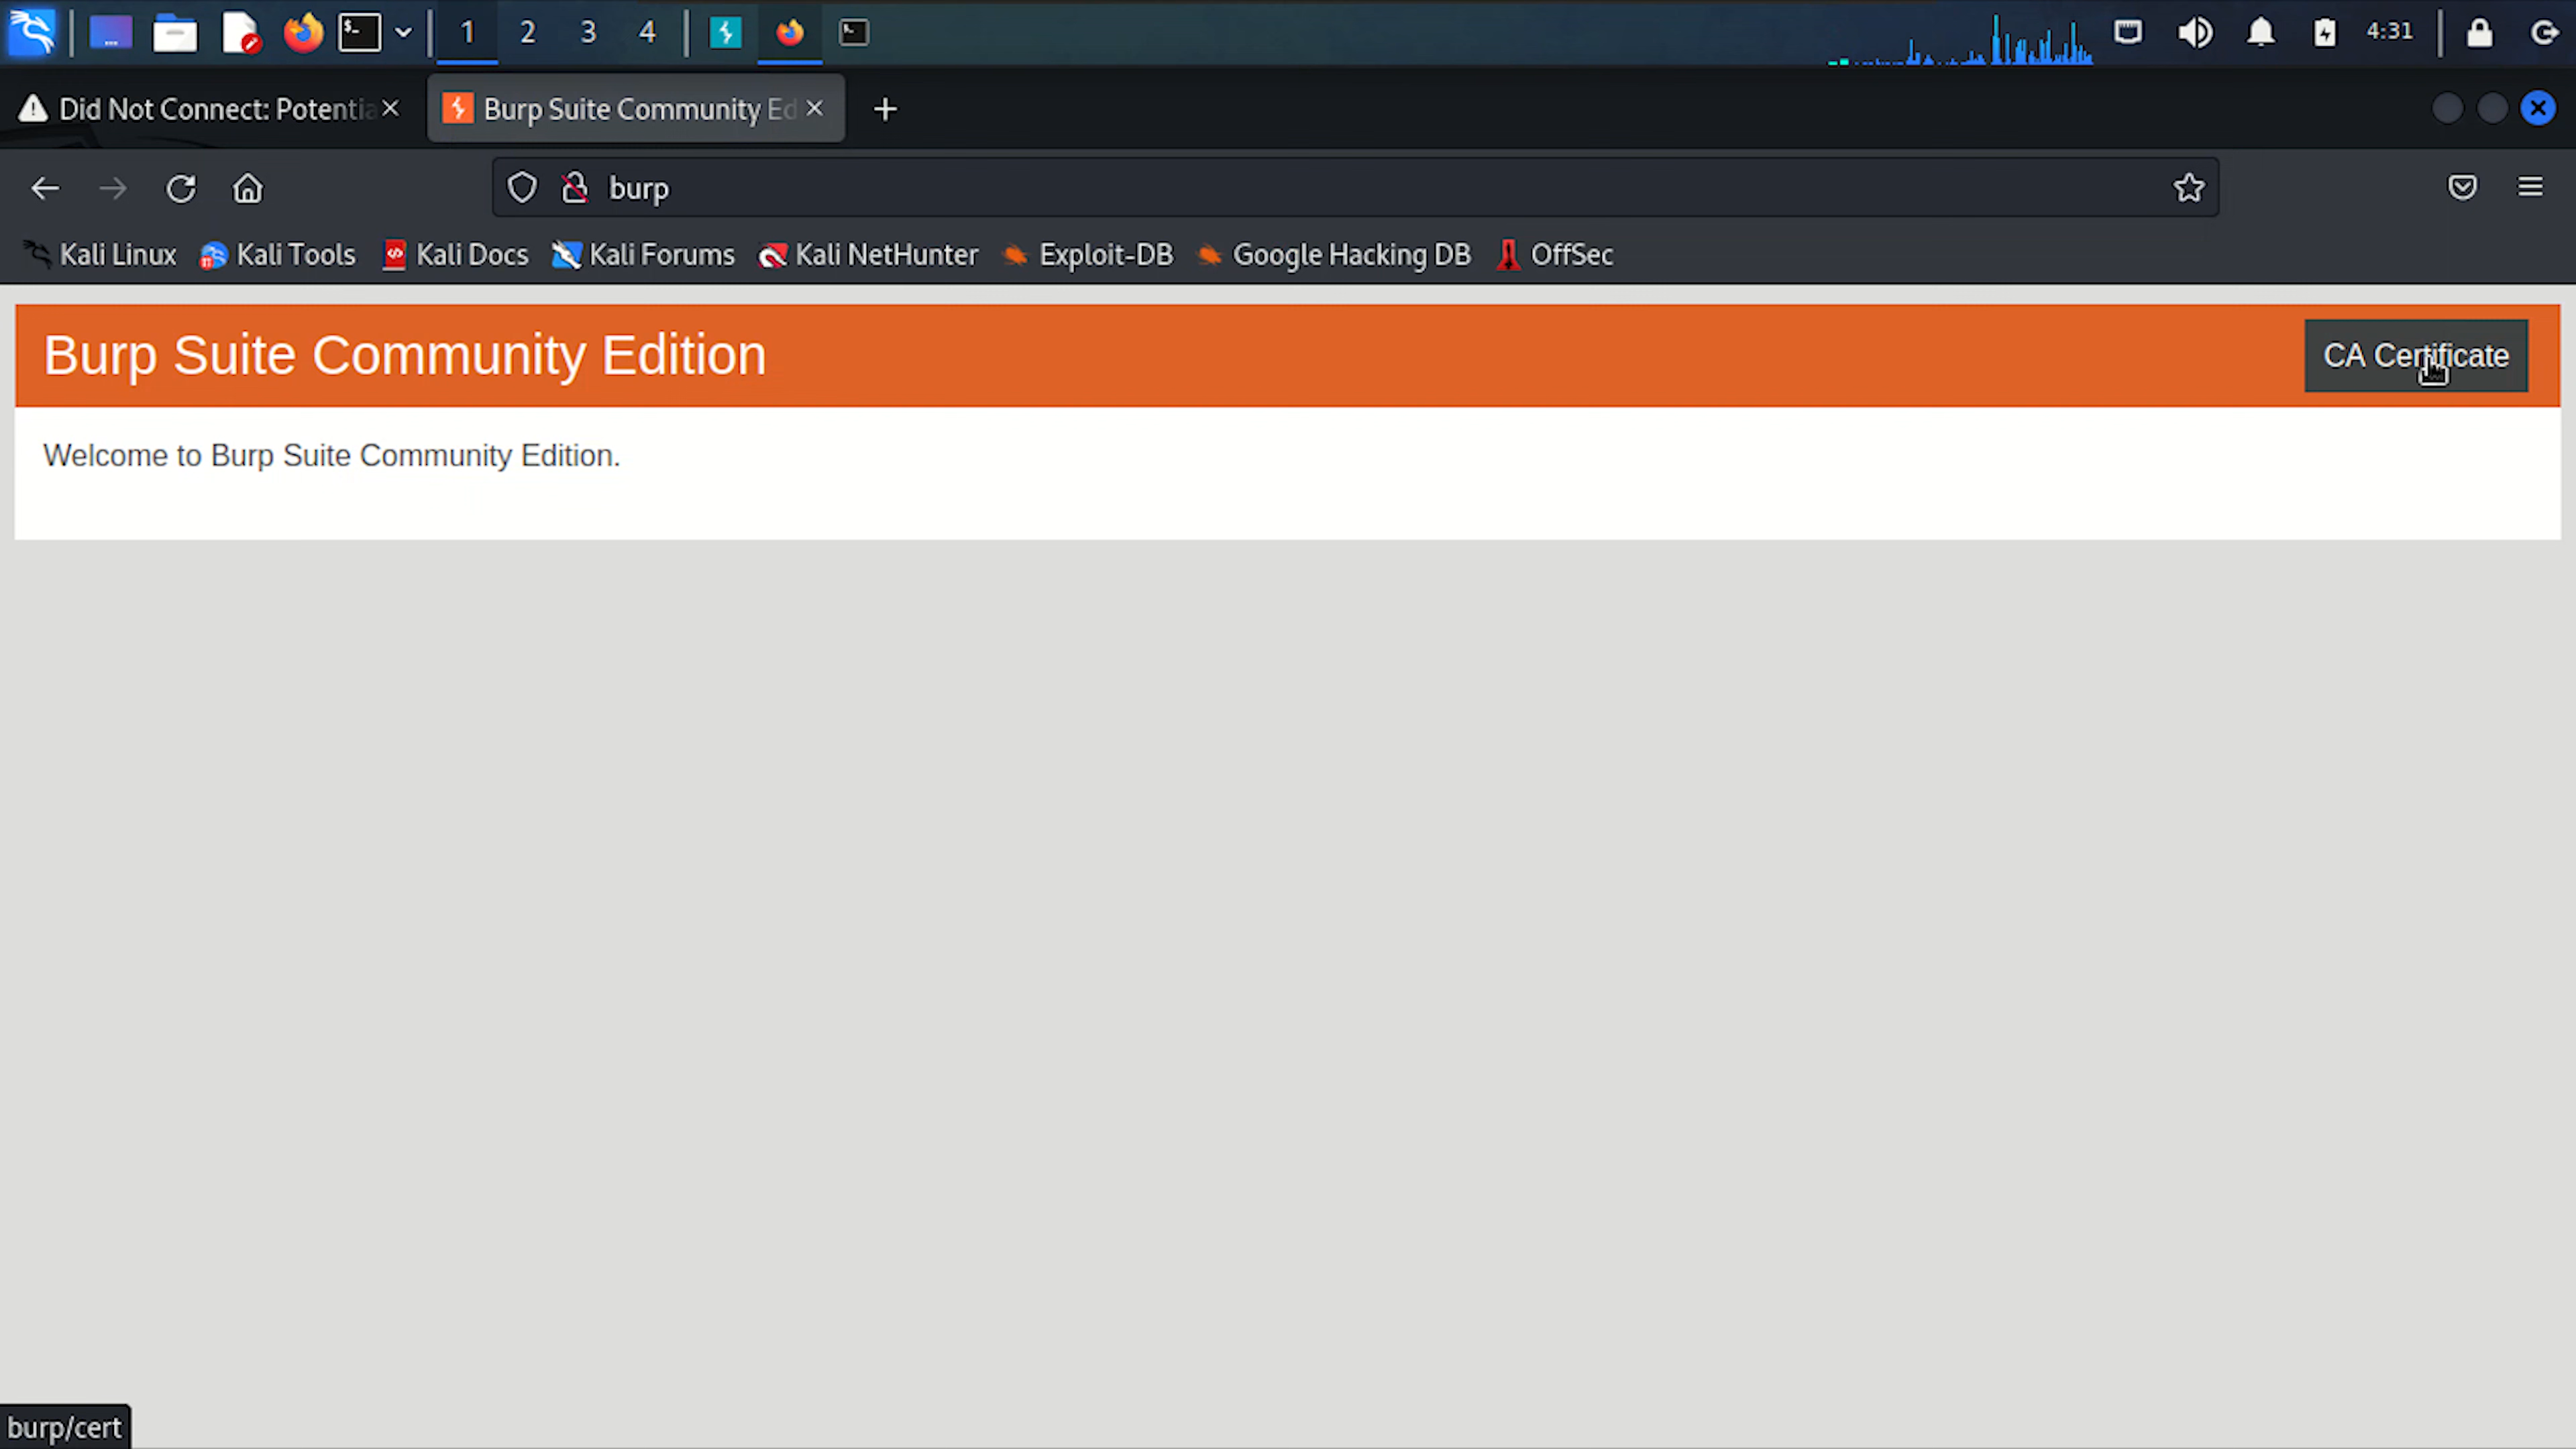 1 2 3 4 4:31
Did Not Connect: Potentia Burp Suite Community Ed
burp
Kali Linux Kali Tools Kali Docs Kali Forums Kali NetHunter Exploit-DB Google Hacking DB OffSec
Burp Suite Community Edition CA Certificate
Welcome to Burp Suite Community Edition.
burp/cert